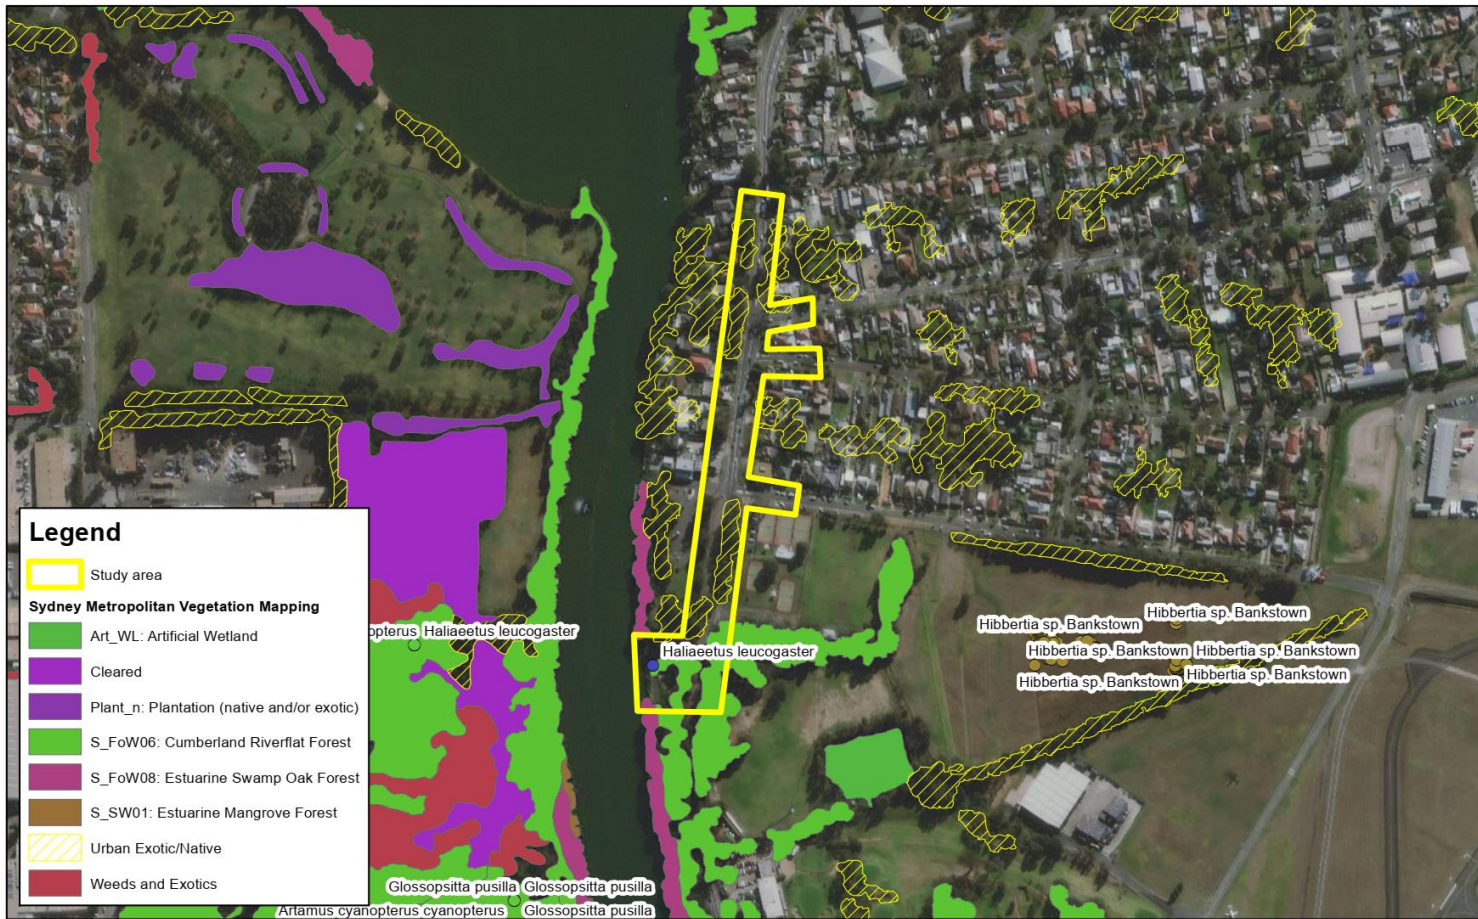 Legend
Study area
Sydney Metropolitan Vegetation Mapping
Art_WL: Artificial Wetland
Cleared
Plant_n: Plantation (native and/or exotic)
S_FoW06: Cumberland Riverflat Forest
S_FoW08: Estuarine Swamp Oak Forest
S_SW01: Estuarine Mangrove Forest
Urban Exotic/Native
Weeds and Exotics
opterus Haliaeetus leucogaster
Haliaeetus leucogaster
Hibbertia sp. Bankstown
Hibbertia sp. Bankstown
Hibbertia sp. Bankstown Hibbertia sp. Bankstown
Hibbertia sp. Bankstown
Hibbertia sp. Bankstown
Glossopsitta pusilla Glossopsitta pusilla
Artamus cyanopterus cyanopterus Glossopsitta pusilla